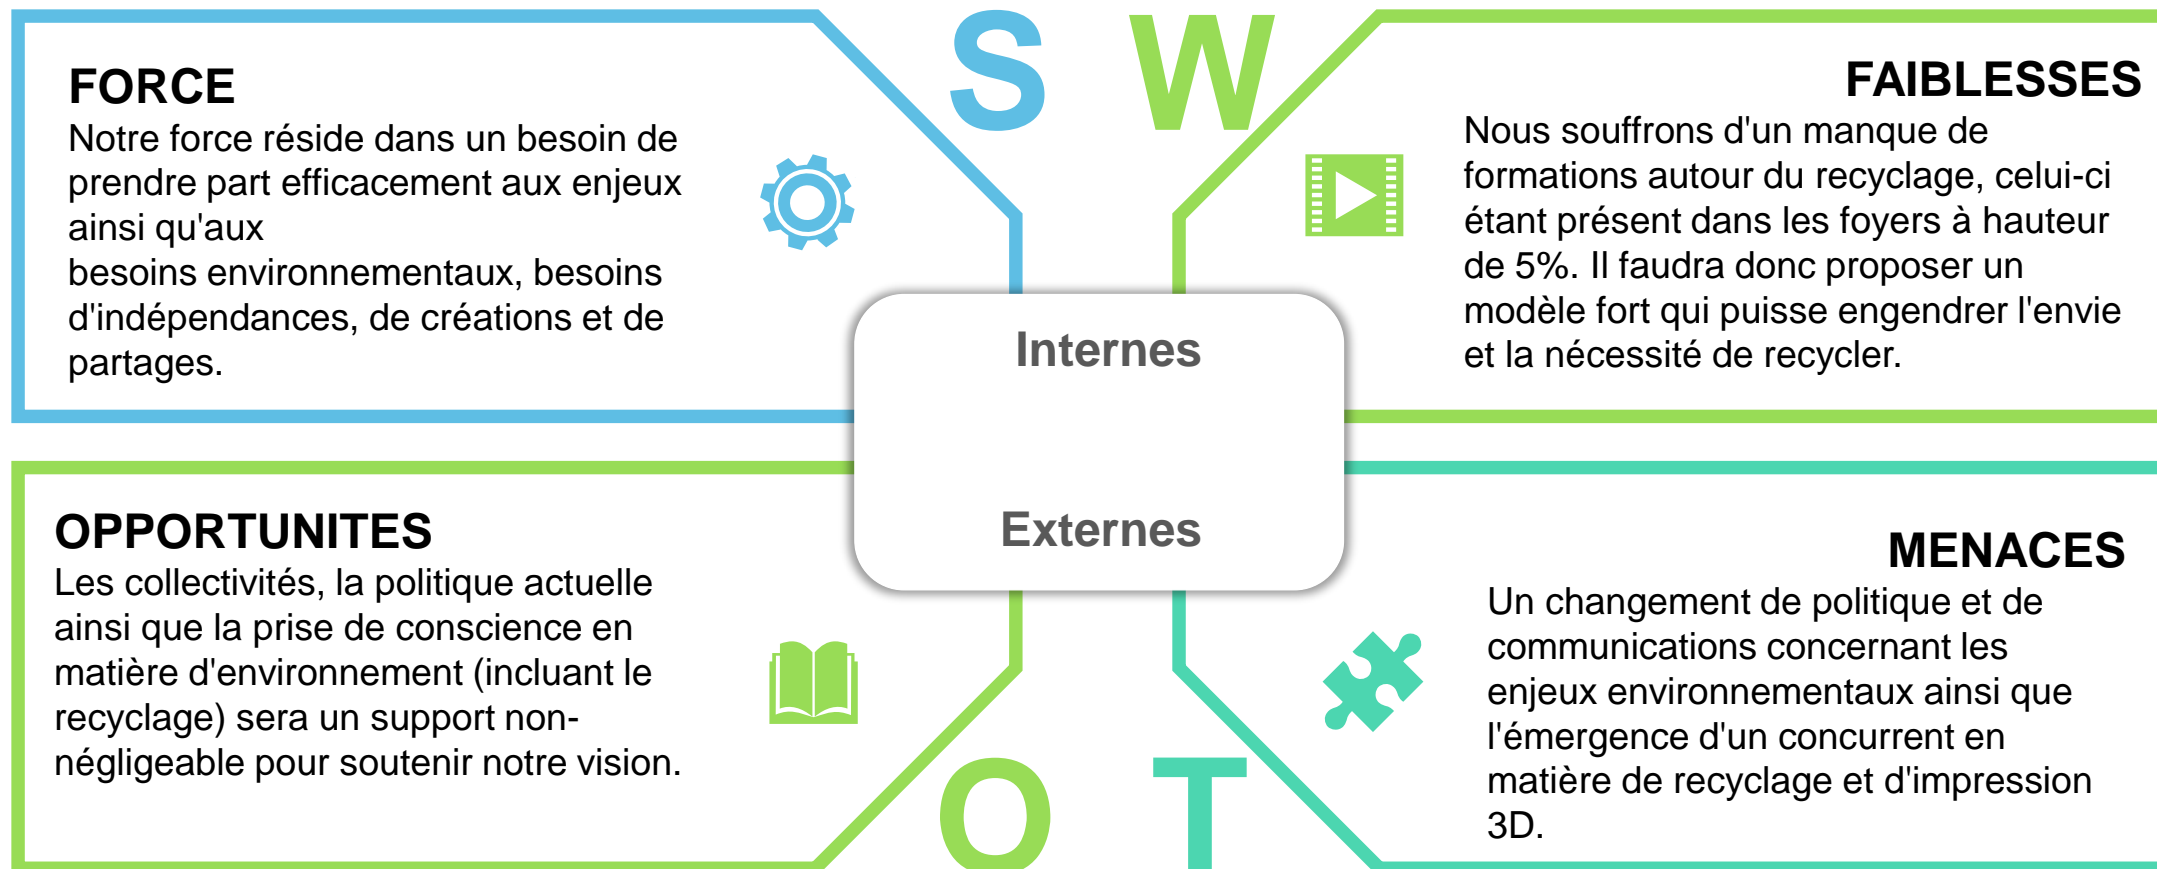 S W
FORCE
Notre force réside dans un besoin de
prendre part efficacement aux enjeux
ainsi qu'aux
besoins environnementaux, besoins
d'indépendances, de créations et de
partages.
FAIBLESSES
Nous souffrons d'un manque de
formations autour du recyclage, celui-ci
étant présent dans les foyers à hauteur
de 5%. Il faudra donc proposer un
modèle fort qui puisse engendrer l'envie
et la nécessité de recycler.
Internes
Externes
OPPORTUNITES
Les collectivités, la politique actuelle
ainsi que la prise de conscience en
matière d'environnement (incluant le
recyclage) sera un support non-
négligeable pour soutenir notre vision.
MENACES
Un changement de politique et de
communications concernant les
enjeux environnementaux ainsi que
l'émergence d'un concurrent en
matière de recyclage et d'impression
3D.
O T